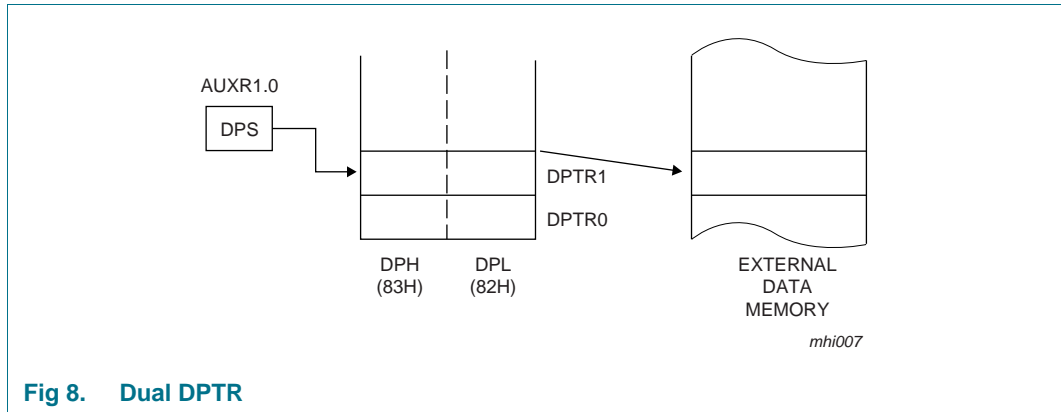 AUXR1.0
DPS
DPTR1
DPTR0
DPH
(83H)
DPL
(82H)
EXTERNAL
DATA
MEMORY
mhi007
Fig 8. Dual DPTR